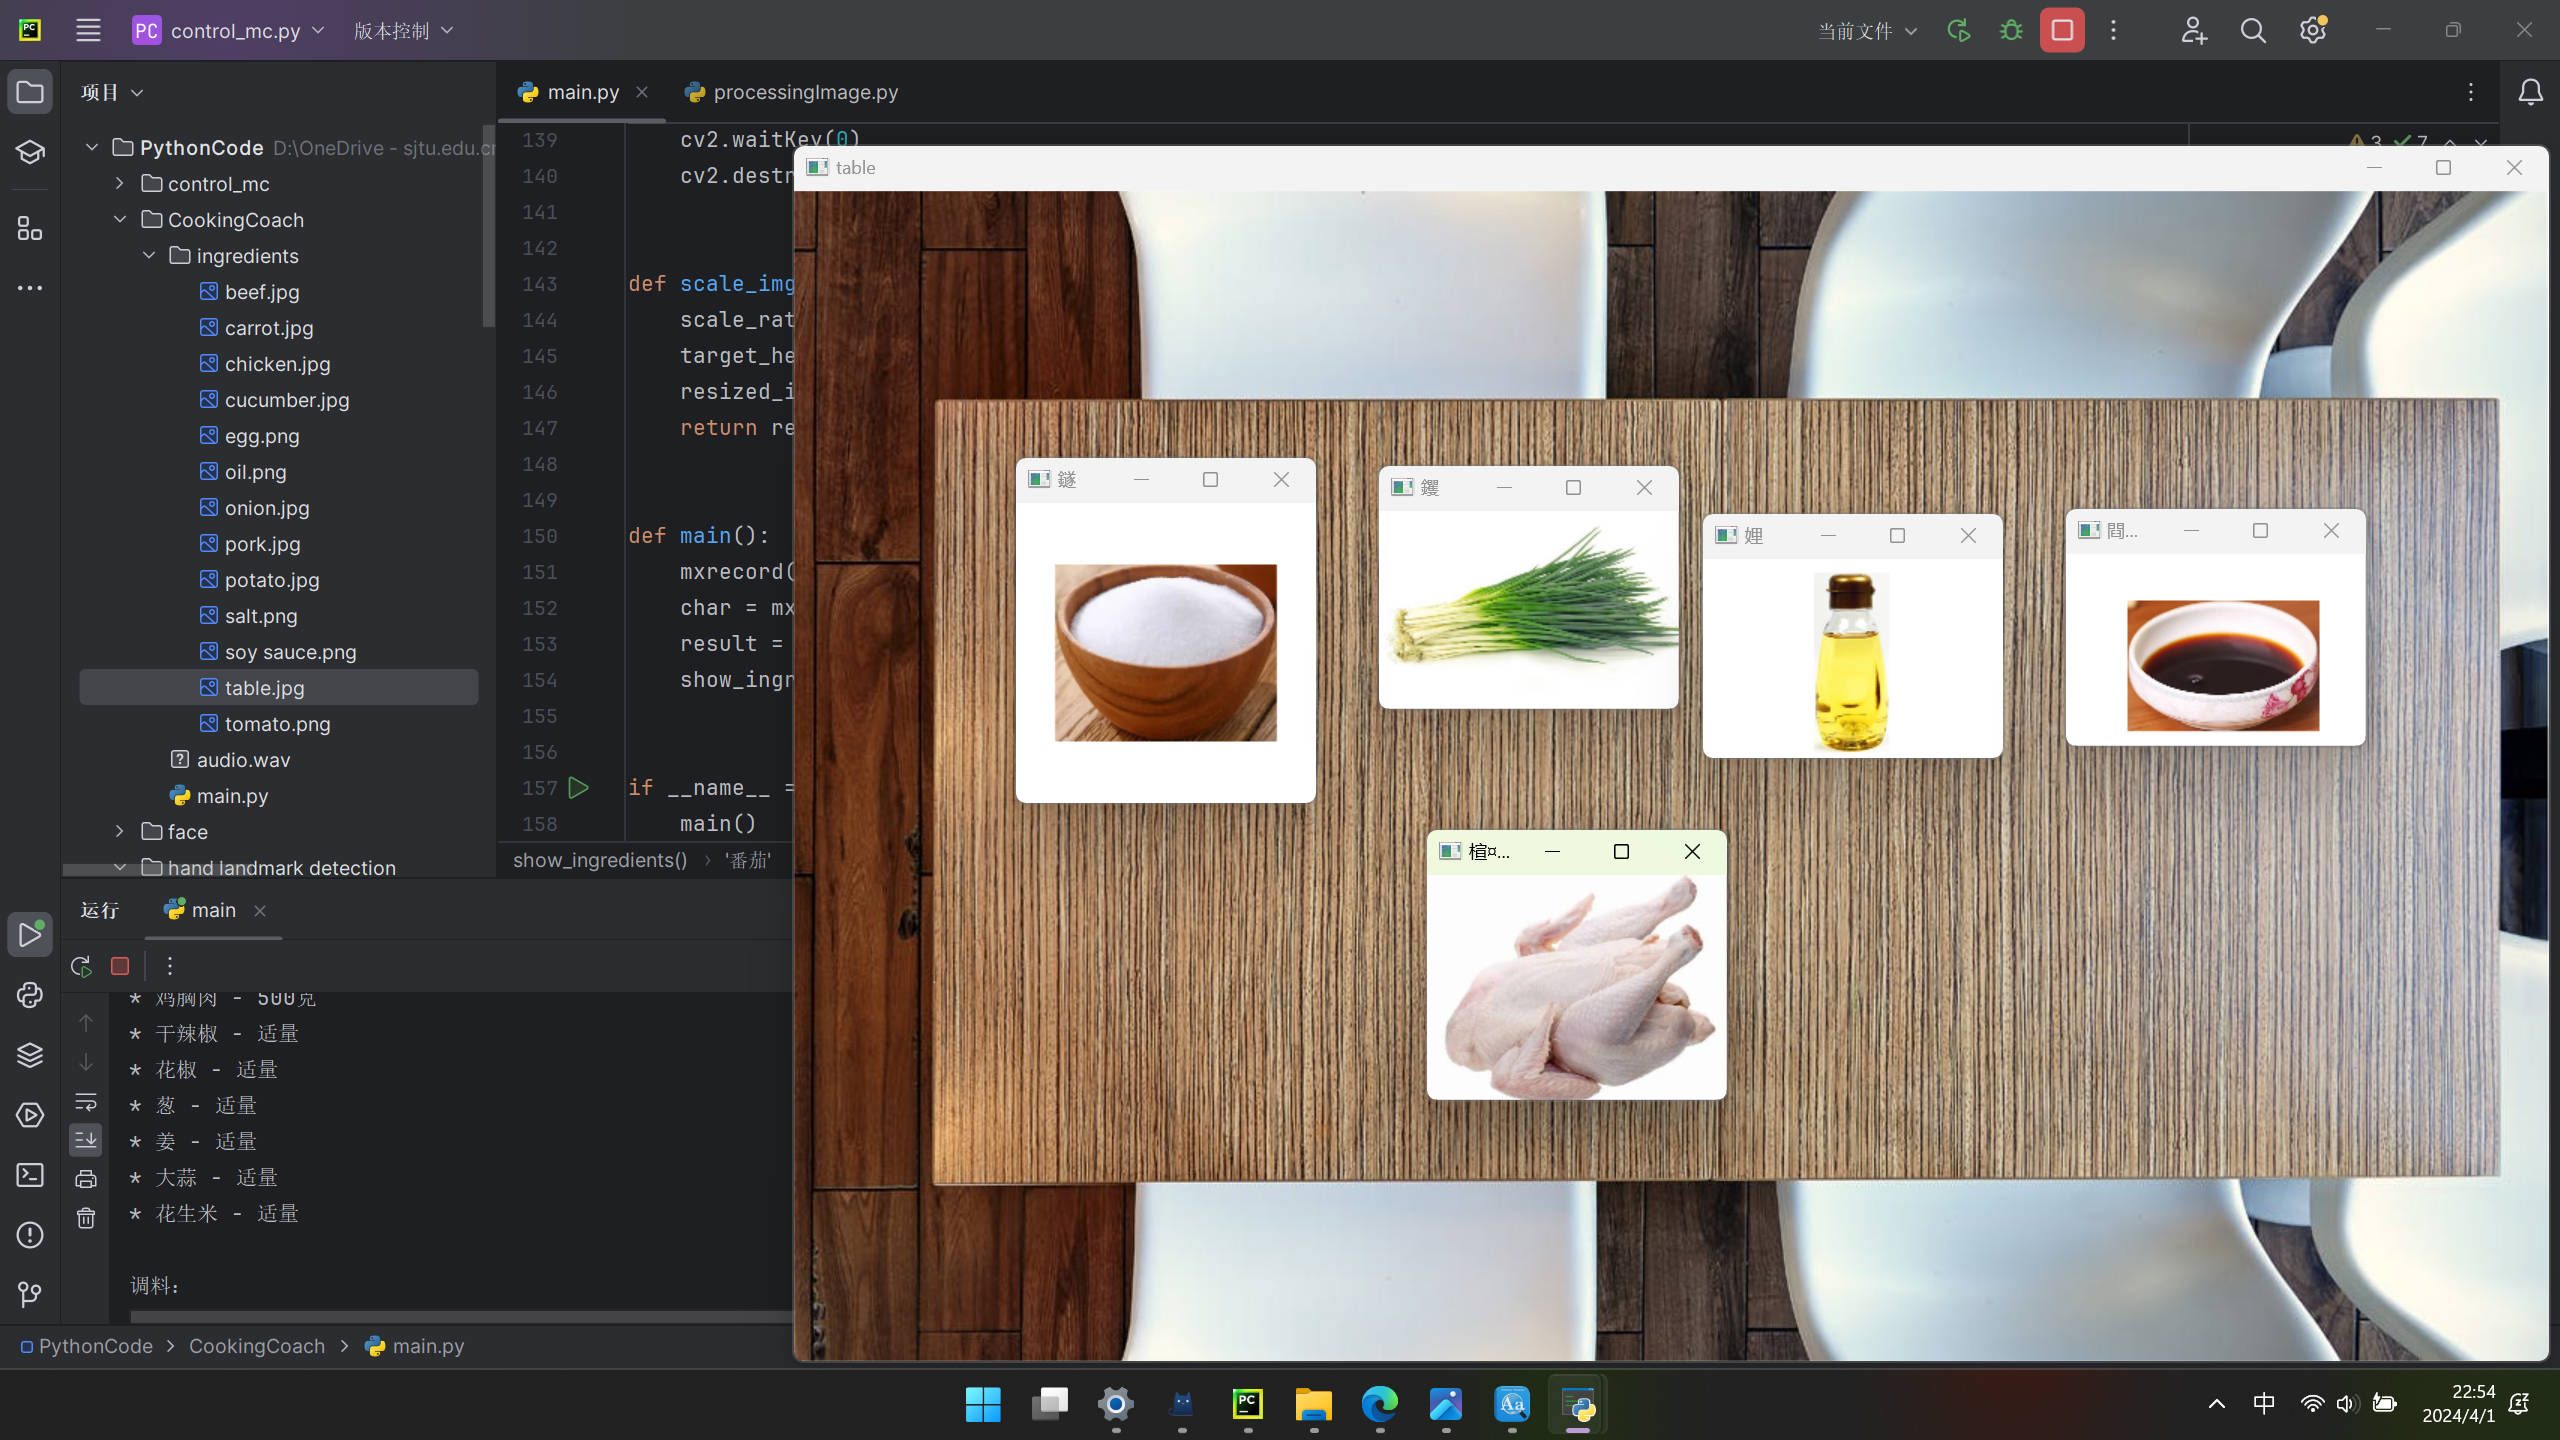 PC control_mc.py 版本控制 当前文件
项目
main.py processingImage.py
PythonCode D:\OneDrive - sjtu.edu.cn
control_mc
CookingCoach
ingredients
beef.jpg
carrot.jpg
chicken.jpg
cucumber.jpg
egg.png
oil.png
onion.jpg
pork.jpg
potato.jpg
salt.png
soy sauce.png
table.jpg
tomato.png
audio.wav
main.py
face
hand landmark detection
139 cv2.waitKey(0)
140 cv2.destr
141
142
143 def scale_img
144 scale_rat
145 target_he
146 resized_i
147 return re
148
149
150 def main():
151 mxrecord(
152 char = mx
153 result =
154 show_ingr
155
156
157 if __name__ =
158 main()
show_ingredients() › '番茄'
3 7
table
鐩
钁
娌
运行 main
* 鸡胸肉 - 500克
* 干辣椒 - 适量
* 花椒 - 适量
* 葱 - 适量
* 姜 - 适量
* 大蒜 - 适量
* 花生米 - 适量
调料：
PythonCode > CookingCoach > main.py
中
22:54
2024/4/1